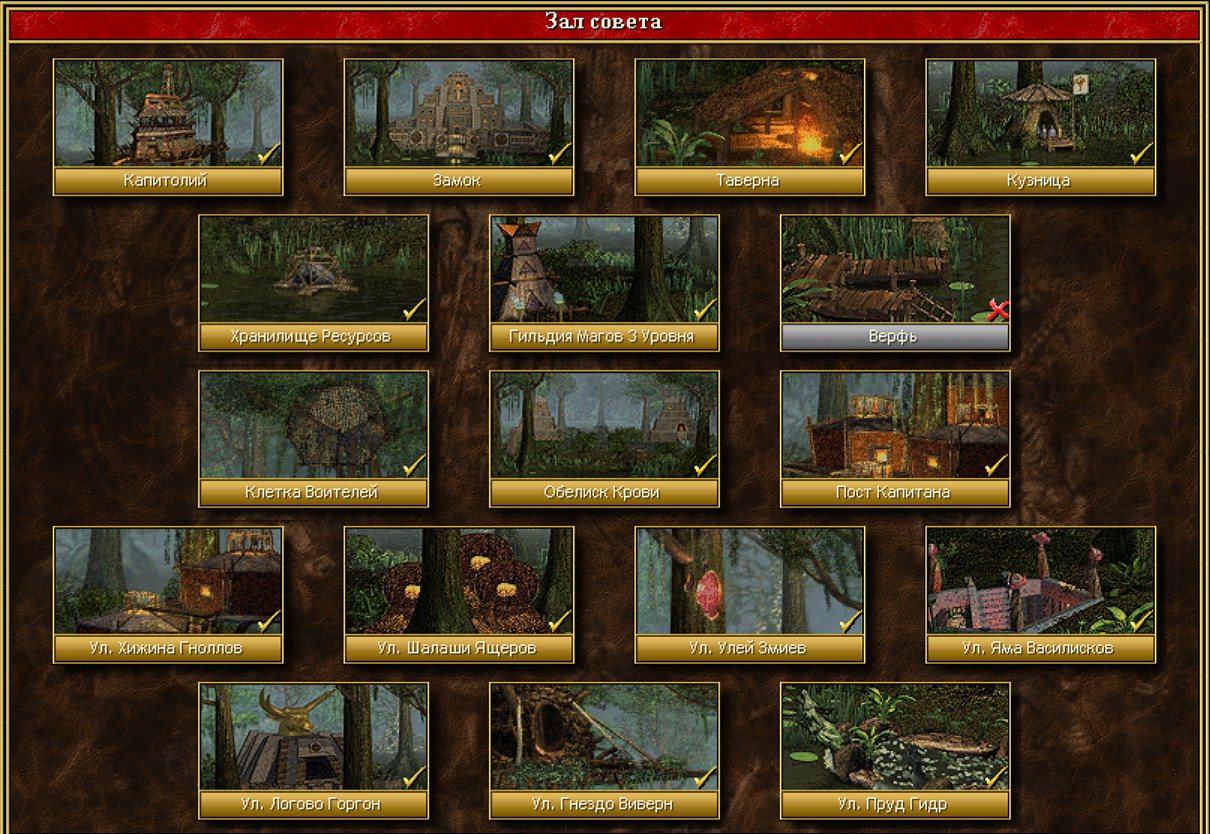 Зал совета
Капитолий
Замок
Таверна
Кузница
Хранилище Ресурсов
Гильдия Магов 3 Уровня
Верфь
Клетка Воителей
Обелиск Крови
Пост Капитана
Ул. Хижина Гноллов
Ул. Шалаши Ящеров
Ул. Улей Змиев
Ул. Яма Василисков
Ул. Логово Горгон
Ул. Гнездо Виверн
Ул. Пруд Гидр